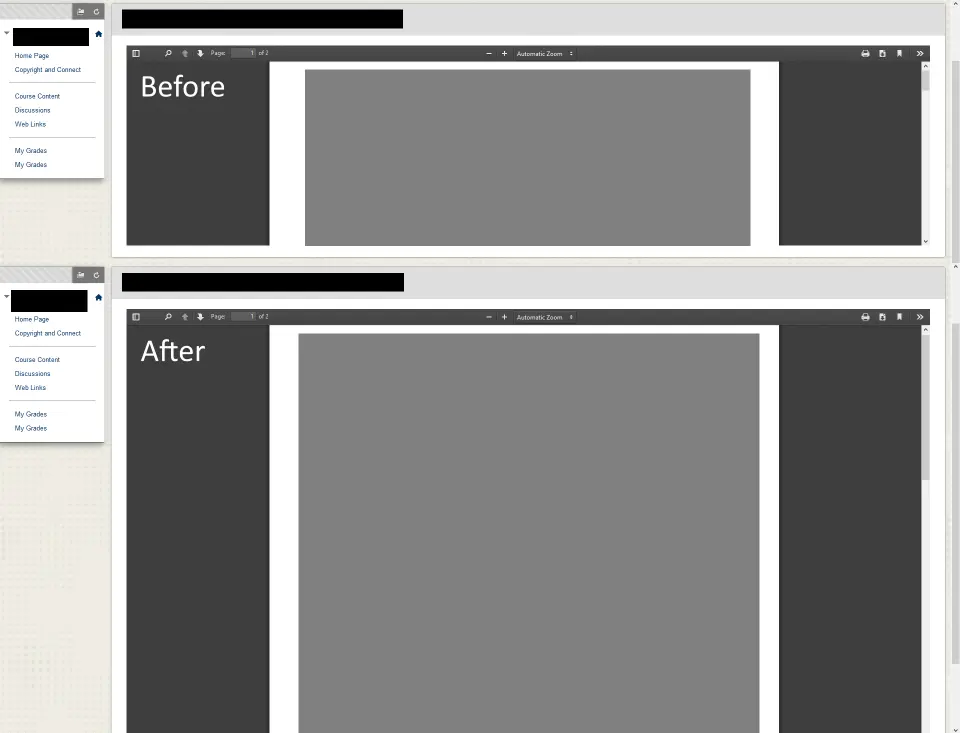 Home Page
Copyright and Connect
Course Content
Discussions
Web Links
My Grades
My Grades
Page: 1 of 2
Automatic Zoom
Before
Home Page
Copyright and Connect
Course Content
Discussions
Web Links
My Grades
My Grades
Page: 1 of 2
Automatic Zoom
After